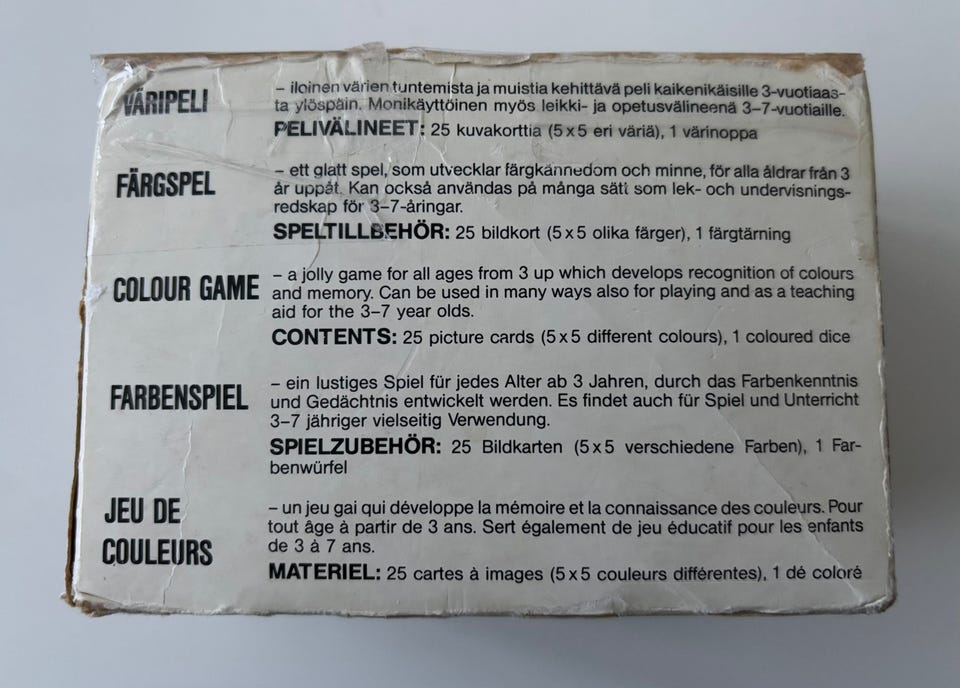 VÄRIPELI
– iloinen värien tuntemista ja muistia kehittävä peli kaikenikäisille 3-vuotiaas-
ta ylöspäin. Monikäyttöinen myös leikki- ja opetusvälineenä 3–7-vuotiaille.
PELIVÄLINEET: 25 kuvakorttia (5x5 eri väriä), 1 värinoppa
FÄRGSPEL
– ett glatt spel, som utvecklar färgkännedom och minne, för alla åldrar från 3
år uppåt. Kan också användas på många sätt som lek- och undervisnings-
redskap för 3–7-åringar.
SPELTILLBEHÖR: 25 bildkort (5x5 olika färger), 1 färgtärning
COLOUR GAME
– a jolly game for all ages from 3 up which develops recognition of colours
and memory. Can be used in many ways also for playing and as a teaching
aid for the 3–7 year olds.
CONTENTS: 25 picture cards (5x5 different colours), 1 coloured dice
FARBENSPIEL
– ein lustiges Spiel für jedes Alter ab 3 Jahren, durch das Farbenkenntnis
und Gedächtnis entwickelt werden. Es findet auch für Spiel und Unterricht
3–7 jähriger vielseitig Verwendung.
SPIELZUBEHÖR: 25 Bildkarten (5x5 verschiedene Farben), 1 Far-
benwürfel
JEU DE
COULEURS
– un jeu gai qui développe la mémoire et la connaissance des couleurs. Pour
tout âge à partir de 3 ans. Sert également de jeu éducatif pour les enfants
de 3 à 7 ans.
MATERIEL: 25 cartes à images (5x5 couleurs différentes), 1 dé coloré